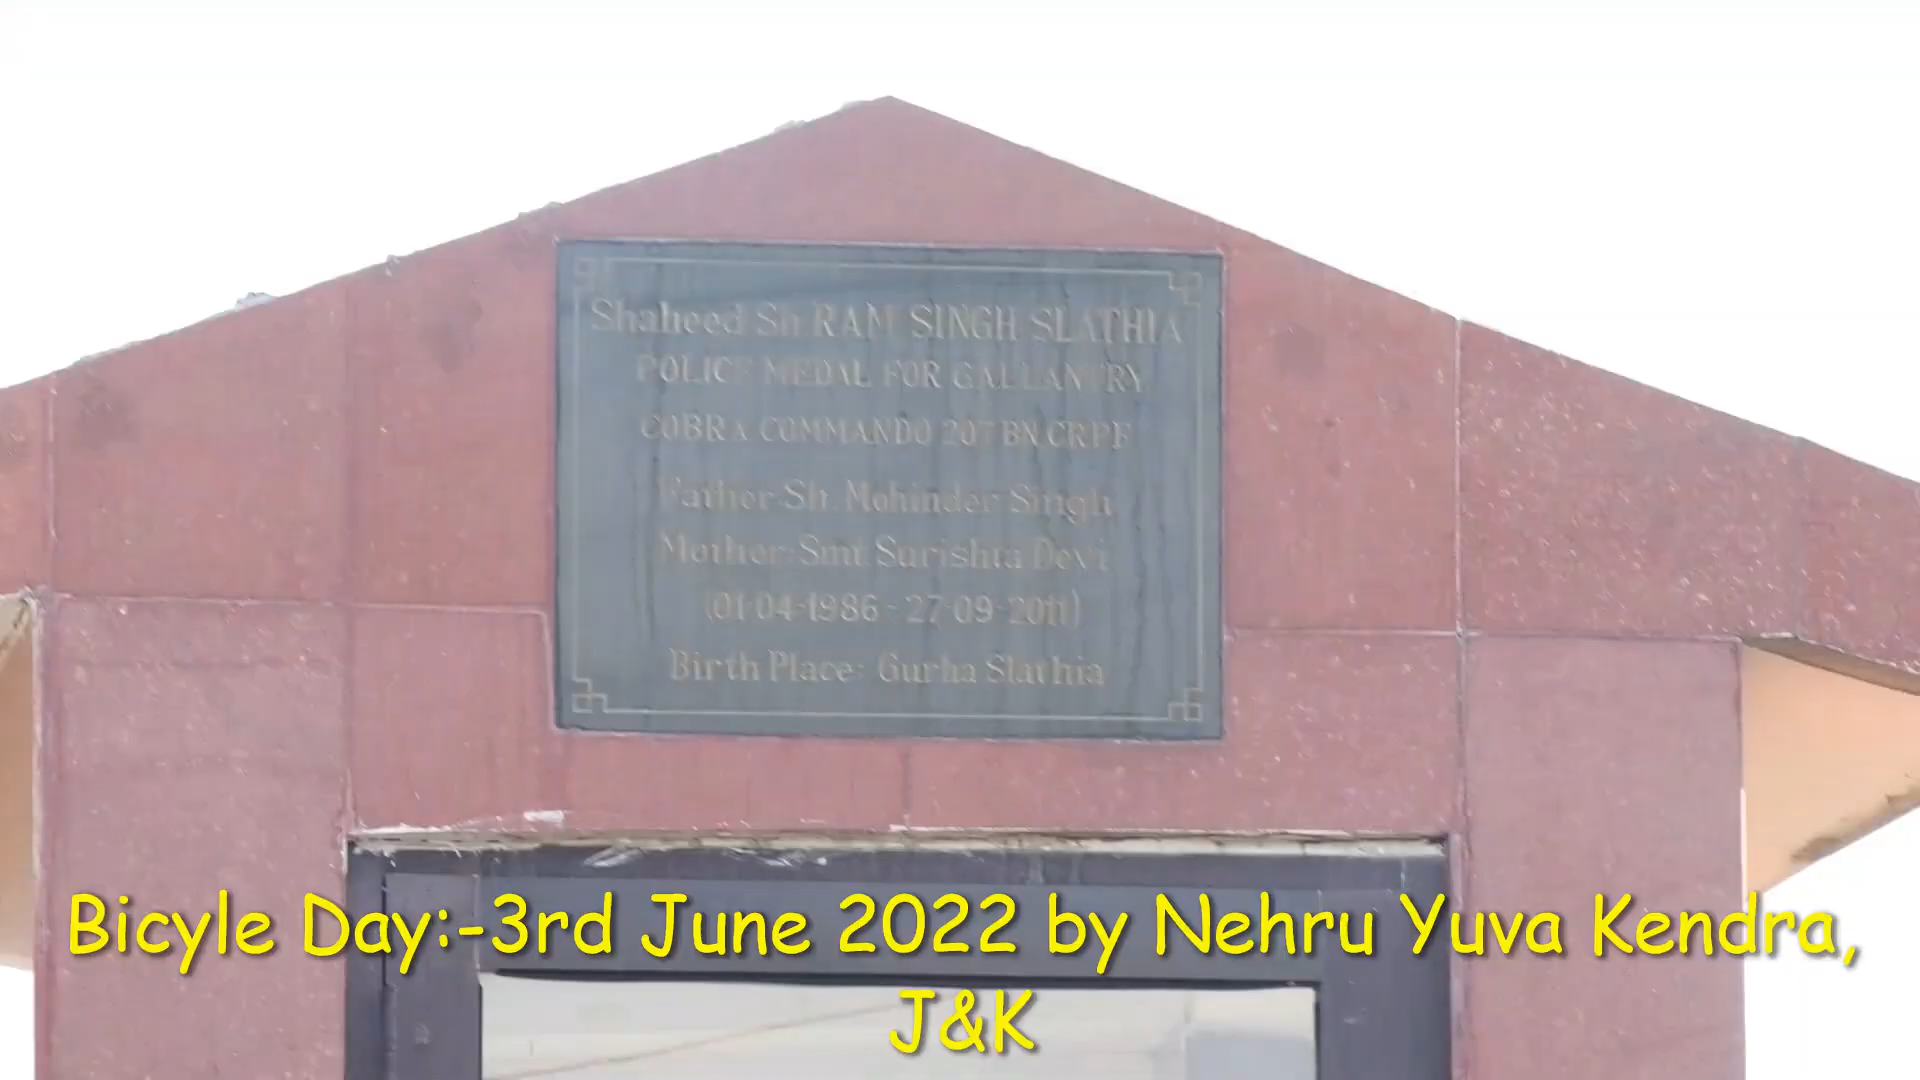 Shaheed Sh RAM SINGH SLATHIA
POLICE MEDAL FOR GALLANTRY
COBRA COMMANDO 207 BN CRPF
Father Sh. Mohinder Singh
Mother Smt Surishta Devi
(01-04-1986 - 27-09-2011)
Birth Place: Gurha Slathia
Bicyle Day:-3rd June 2022 by Nehru Yuva Kendra,
J&K